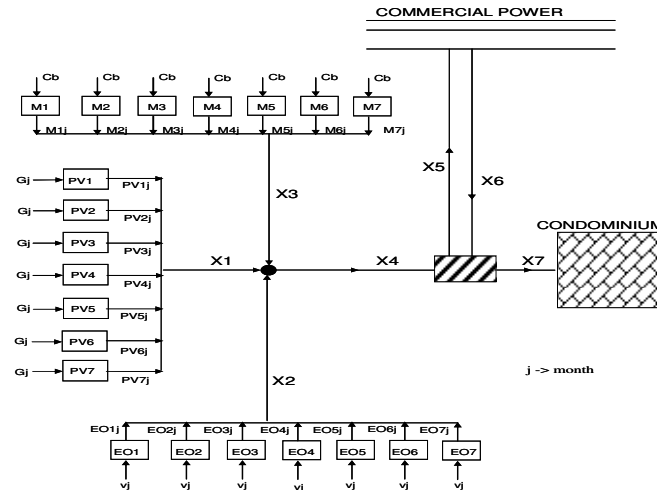 COMMERCIAL POWER
Cb Cb Cb Cb Cb Cb Cb
M1 M2 M3 M4 M5 M6 M7
M1j M2j M3j M4j M5j M6j M7j
X5 X6
X3
Gj PV1 PV1j
Gj PV2 PV2j
Gj PV3 PV3j
Gj PV4 PV4j
Gj PV5 PV5j
Gj PV6 PV6j
Gj PV7 PV7j
CONDOMINIUM
X1 X4 X7
j -> month
X2
EO1j EO2j EO3j EO4j EO5j EO6j EO7j
EO1 EO2 EO3 EO4 EO5 EO6 EO7
vj vj vj vj vj vj vj